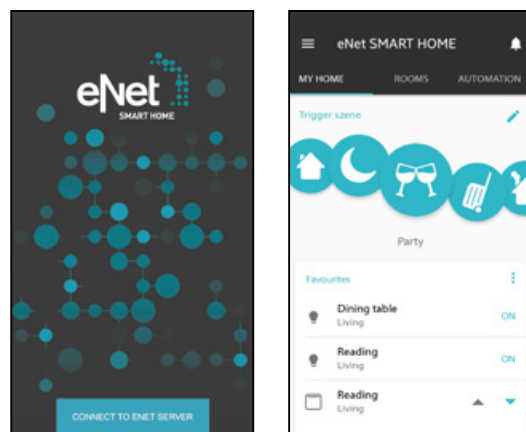 eNet
SMART HOME
CONNECT TO ENET SERVER
eNet SMART HOME
MY HOME ROOMS AUTOMATION
Trigger szene
Party
Favourites
Dining table
Living
ON
Reading
Living
ON
Reading
Living